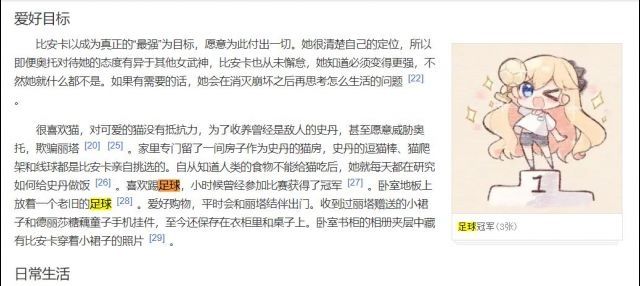 爱好目标
比安卡以成为真正的“最强”为目标，愿意为此付出一切。她很清楚自己的定位，所以
即便奥托对待她的态度有异于其他女武神，比安卡也从未懈怠，她知道必须变得更强，不
然她就什么都不是。如果有需要的话，她会在消灭崩坏之后再思考怎么生活的问题 [22]
。
很喜欢猫，对可爱的猫没有抵抗力，为了收养曾经是敌人的史丹，甚至愿意威胁奥
托，欺骗丽塔 [20] [25] 。家里专门留了一间房子作为史丹的猫房，史丹的逗猫棒、猫爬
架和线球都是比安卡亲自挑选的。自从知道人类的食物不能给猫吃后，她就每天都在研究
如何给史丹做饭 [26] 。喜欢踢足球，小时候曾经参加比赛获得了冠军 [27] 。卧室地板上
放着一个老旧的足球 [28] 。爱好购物，平时会和丽塔结伴出门。收到过丽塔赠送的小裙
子和德丽莎糖藕童子手机挂件，至今还保存在衣柜里和桌子上。卧室书柜的相册夹层中藏
有比安卡穿着小裙子的照片 [29] 。
1
足球冠军(3张)
日常生活